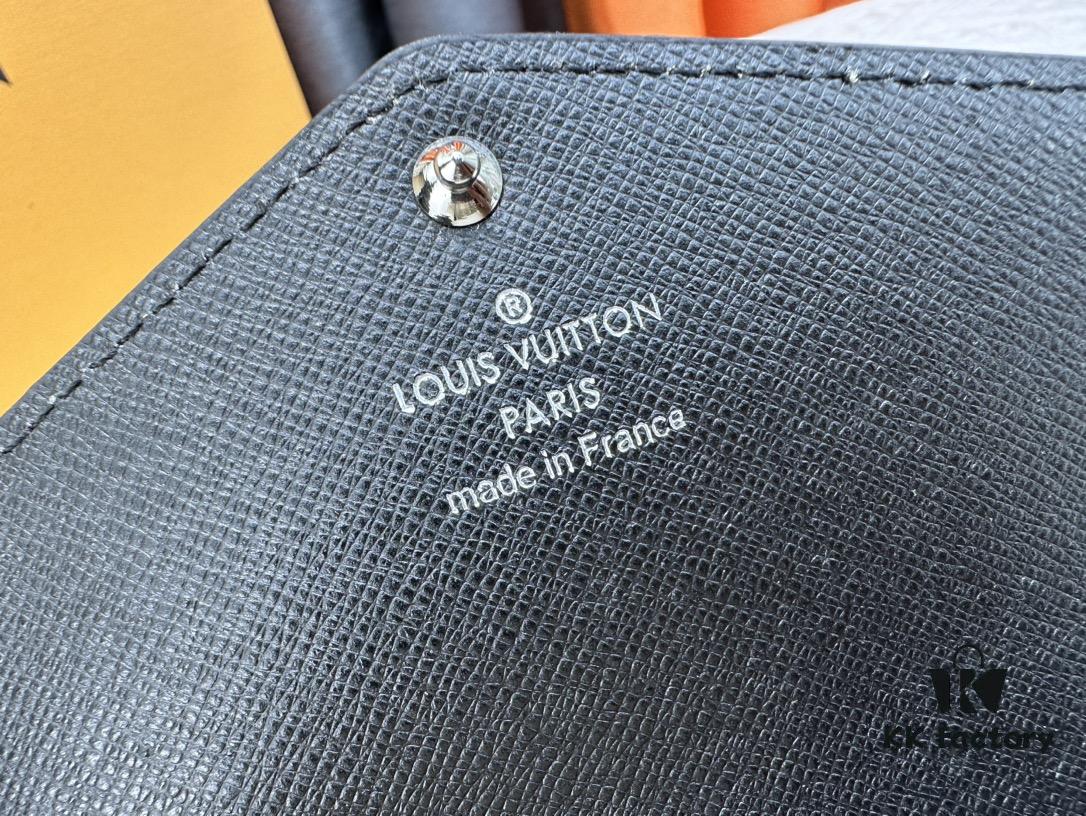 ®
LOUIS VUITTON
PARIS
made in France
K
KK Factory